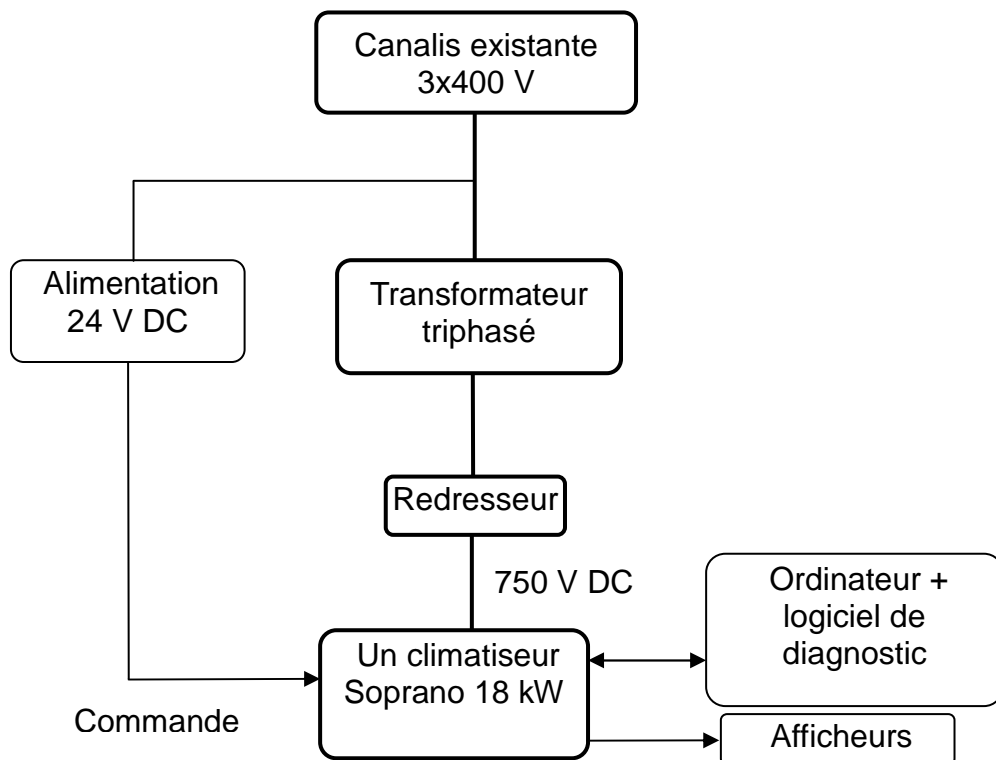 Canalis existante
3x400 V
Alimentation
24 V DC
Transformateur
triphasé
Redresseur
750 V DC
Ordinateur +
logiciel de
diagnostic
Un climatiseur
Soprano 18 kW
Commande
Afficheurs